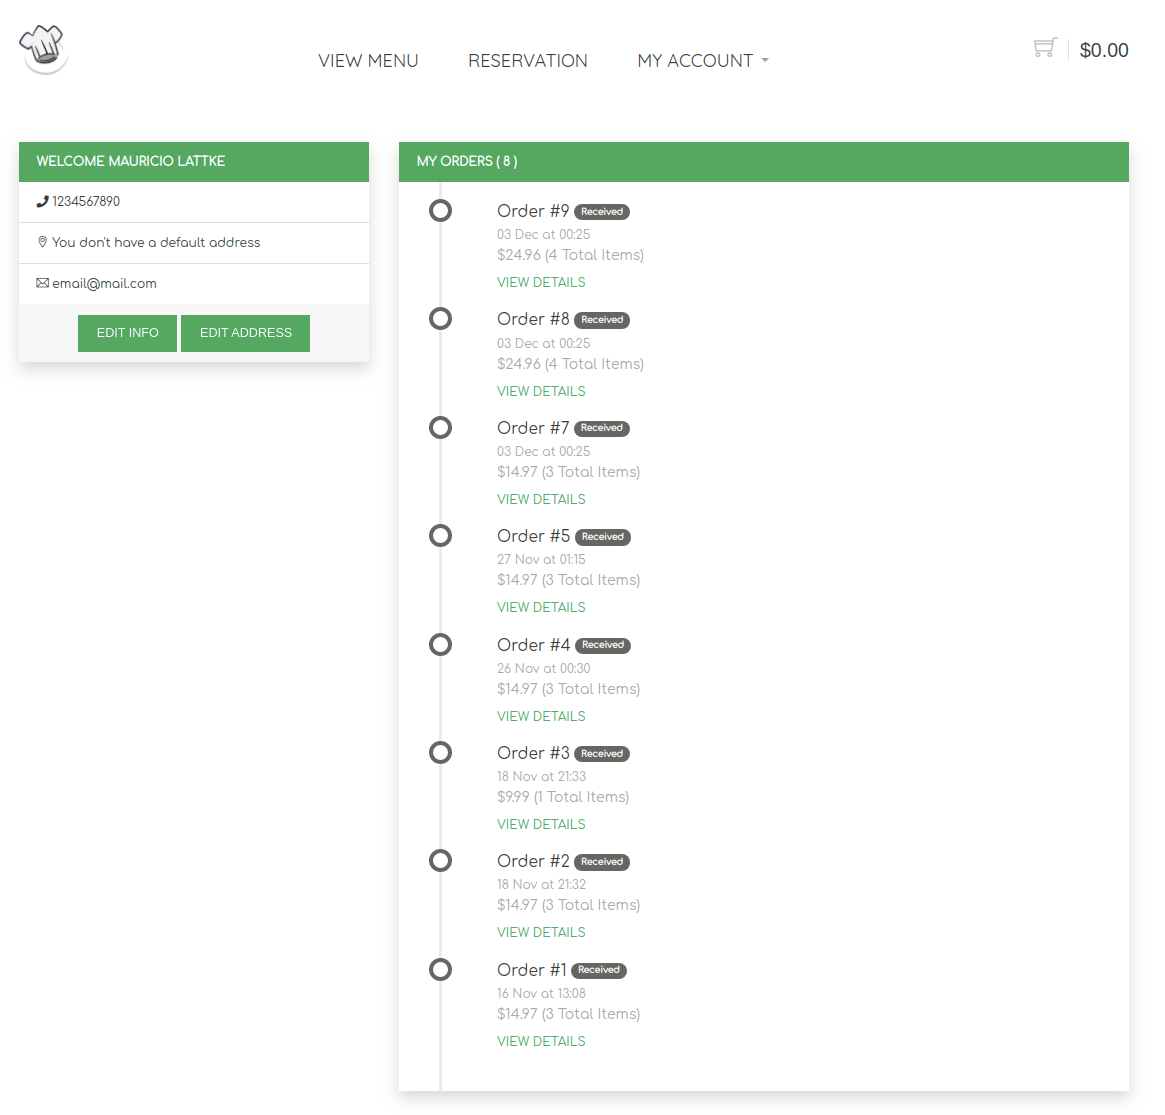 VIEW MENU RESERVATION MY ACCOUNT $0.00
WELCOME MAURICIO LATTKE
1234567890
You don't have a default address
email@mail.com
EDIT INFO EDIT ADDRESS
MY ORDERS ( 8 )
Order #9 Received
03 Dec at 00:25
$24.96 (4 Total Items)
VIEW DETAILS
Order #8 Received
03 Dec at 00:25
$24.96 (4 Total Items)
VIEW DETAILS
Order #7 Received
03 Dec at 00:25
$14.97 (3 Total Items)
VIEW DETAILS
Order #5 Received
27 Nov at 01:15
$14.97 (3 Total Items)
VIEW DETAILS
Order #4 Received
26 Nov at 00:30
$14.97 (3 Total Items)
VIEW DETAILS
Order #3 Received
18 Nov at 21:33
$9.99 (1 Total Items)
VIEW DETAILS
Order #2 Received
18 Nov at 21:32
$14.97 (3 Total Items)
VIEW DETAILS
Order #1 Received
16 Nov at 13:08
$14.97 (3 Total Items)
VIEW DETAILS